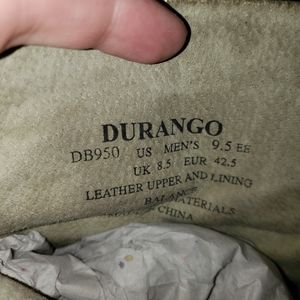 DURANGO
DB950 US MEN'S 9.5 EE
UK 8.5 EUR 42.5
LEATHER UPPER AND LINING
BALANCE MATERIALS
CHINA